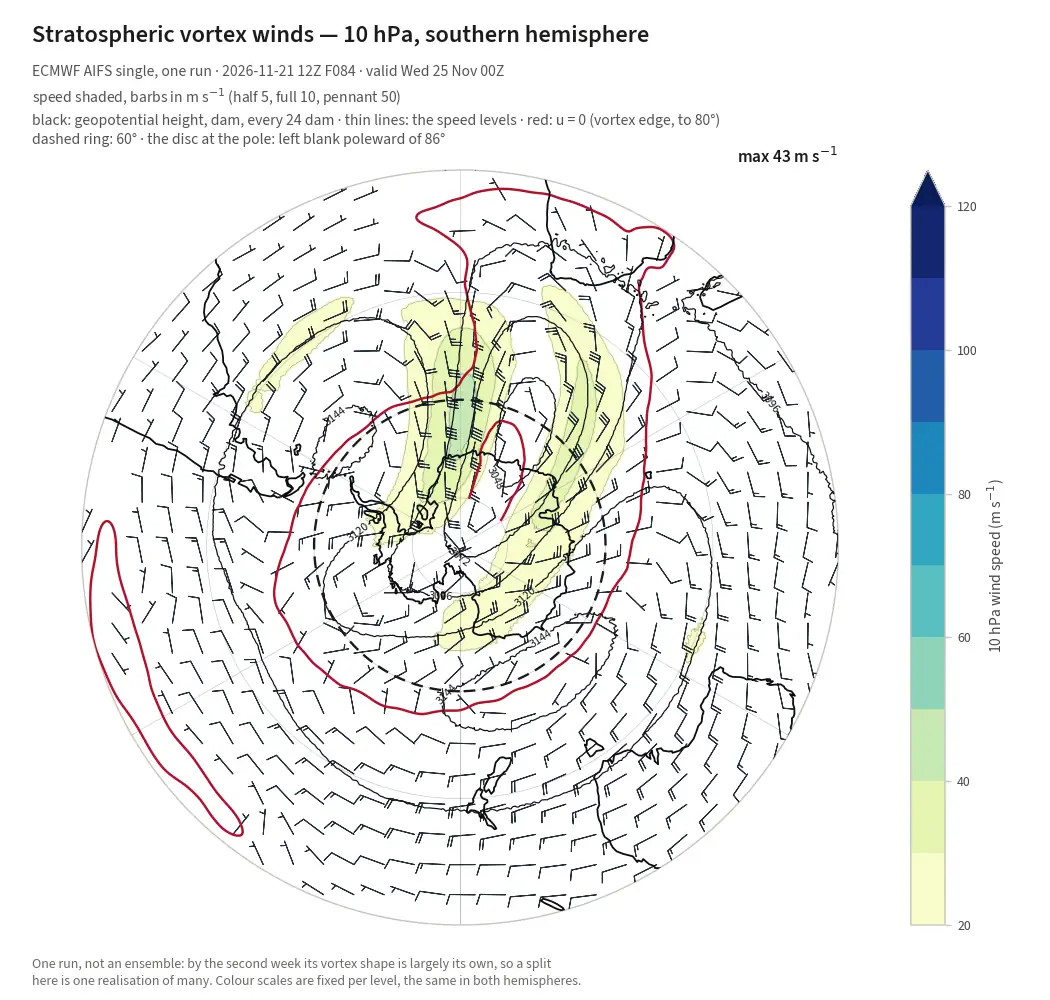 Stratospheric vortex winds — 10 hPa, southern hemisphere
ECMWF AIFS single, one run · 2026-11-21 12Z F084 · valid Wed 25 Nov 00Z
speed shaded, barbs in m s⁻¹ (half 5, full 10, pennant 50)
black: geopotential height, dam, every 24 dam · thin lines: the speed levels · red: u = 0 (vortex edge, to 80°)
dashed ring: 60° · the disc at the pole: left blank poleward of 86°
max 43 m s⁻¹
120
100
80
60
40
20
10 hPa wind speed (m s⁻¹)
3096
3144
3048
3120
3096
3120
3144
3144
One run, not an ensemble: by the second week its vortex shape is largely its own, so a split
here is one realisation of many. Colour scales are fixed per level, the same in both hemispheres.